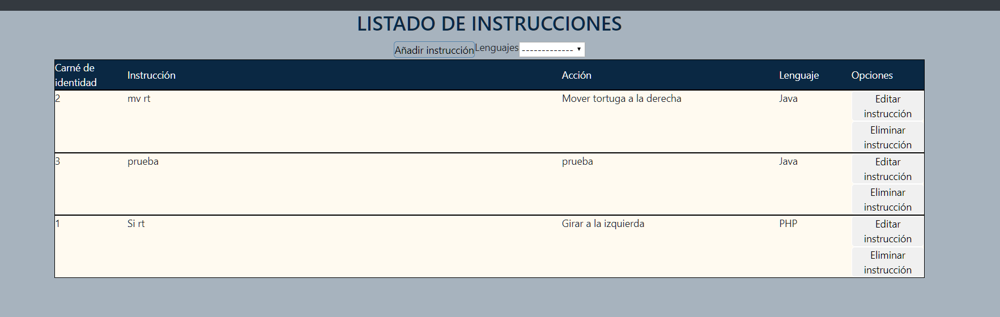 LISTADO DE INSTRUCCIONES
Añadir instrucción Lenguajes -------------
Carné de identidad Instrucción Acción Lenguaje Opciones
2 mv rt Mover tortuga a la derecha Java Editar instrucción
Eliminar instrucción
3 prueba prueba Java Editar instrucción
Eliminar instrucción
1 Si rt Girar a la izquierda PHP Editar instrucción
Eliminar instrucción